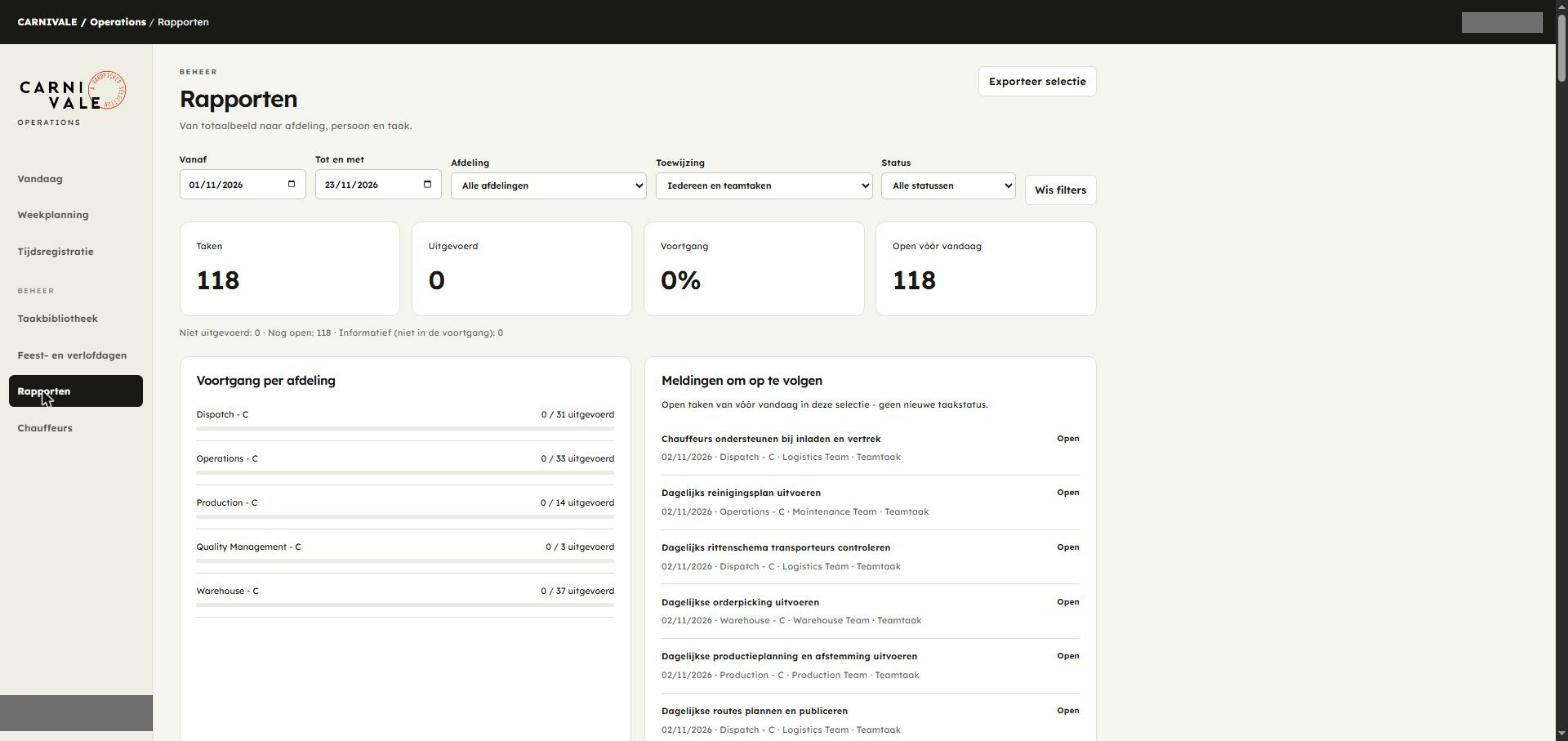 CARNIVALE / Operations / Rapporten
CARNI
VALE
OPERATIONS
Vandaag
Weekplanning
Tijdsregistratie
BEHEER
Taakbibliotheek
Feest- en verlofdagen
Rapporten
Chauffeurs
BEHEER
Rapporten
Van totaalbeeld naar afdeling, persoon en taak.
Exporteer selectie
Vanaf
01/11/2026
Tot en met
23/11/2026
Afdeling
Alle afdelingen
Toewijzing
Iedereen en teamtaken
Status
Alle statussen
Wis filters
Taken
118
Uitgevoerd
0
Voortgang
0%
Open vóór vandaag
118
Niet uitgevoerd: 0 · Nog open: 118 · Informatief (niet in de voortgang): 0
Voortgang per afdeling
Dispatch - C 0 / 31 uitgevoerd
Operations - C 0 / 33 uitgevoerd
Production - C 0 / 14 uitgevoerd
Quality Management - C 0 / 3 uitgevoerd
Warehouse - C 0 / 37 uitgevoerd
Meldingen om op te volgen
Open taken van vóór vandaag in deze selectie - geen nieuwe taakstatus.
Chauffeurs ondersteunen bij inladen en vertrek Open
02/11/2026 · Dispatch - C · Logistics Team · Teamtaak
Dagelijks reinigingsplan uitvoeren Open
02/11/2026 · Operations - C · Maintenance Team · Teamtaak
Dagelijks rittenschema transporteurs controleren Open
02/11/2026 · Dispatch - C · Logistics Team · Teamtaak
Dagelijkse orderpicking uitvoeren Open
02/11/2026 · Warehouse - C · Warehouse Team · Teamtaak
Dagelijkse productieplanning en afstemming uitvoeren Open
02/11/2026 · Production - C · Production Team · Teamtaak
Dagelijkse routes plannen en publiceren Open
02/11/2026 · Dispatch - C · Logistics Team · Teamtaak